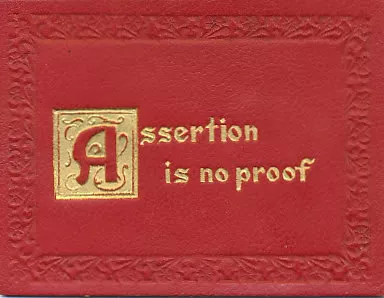 Assertion
is no proof